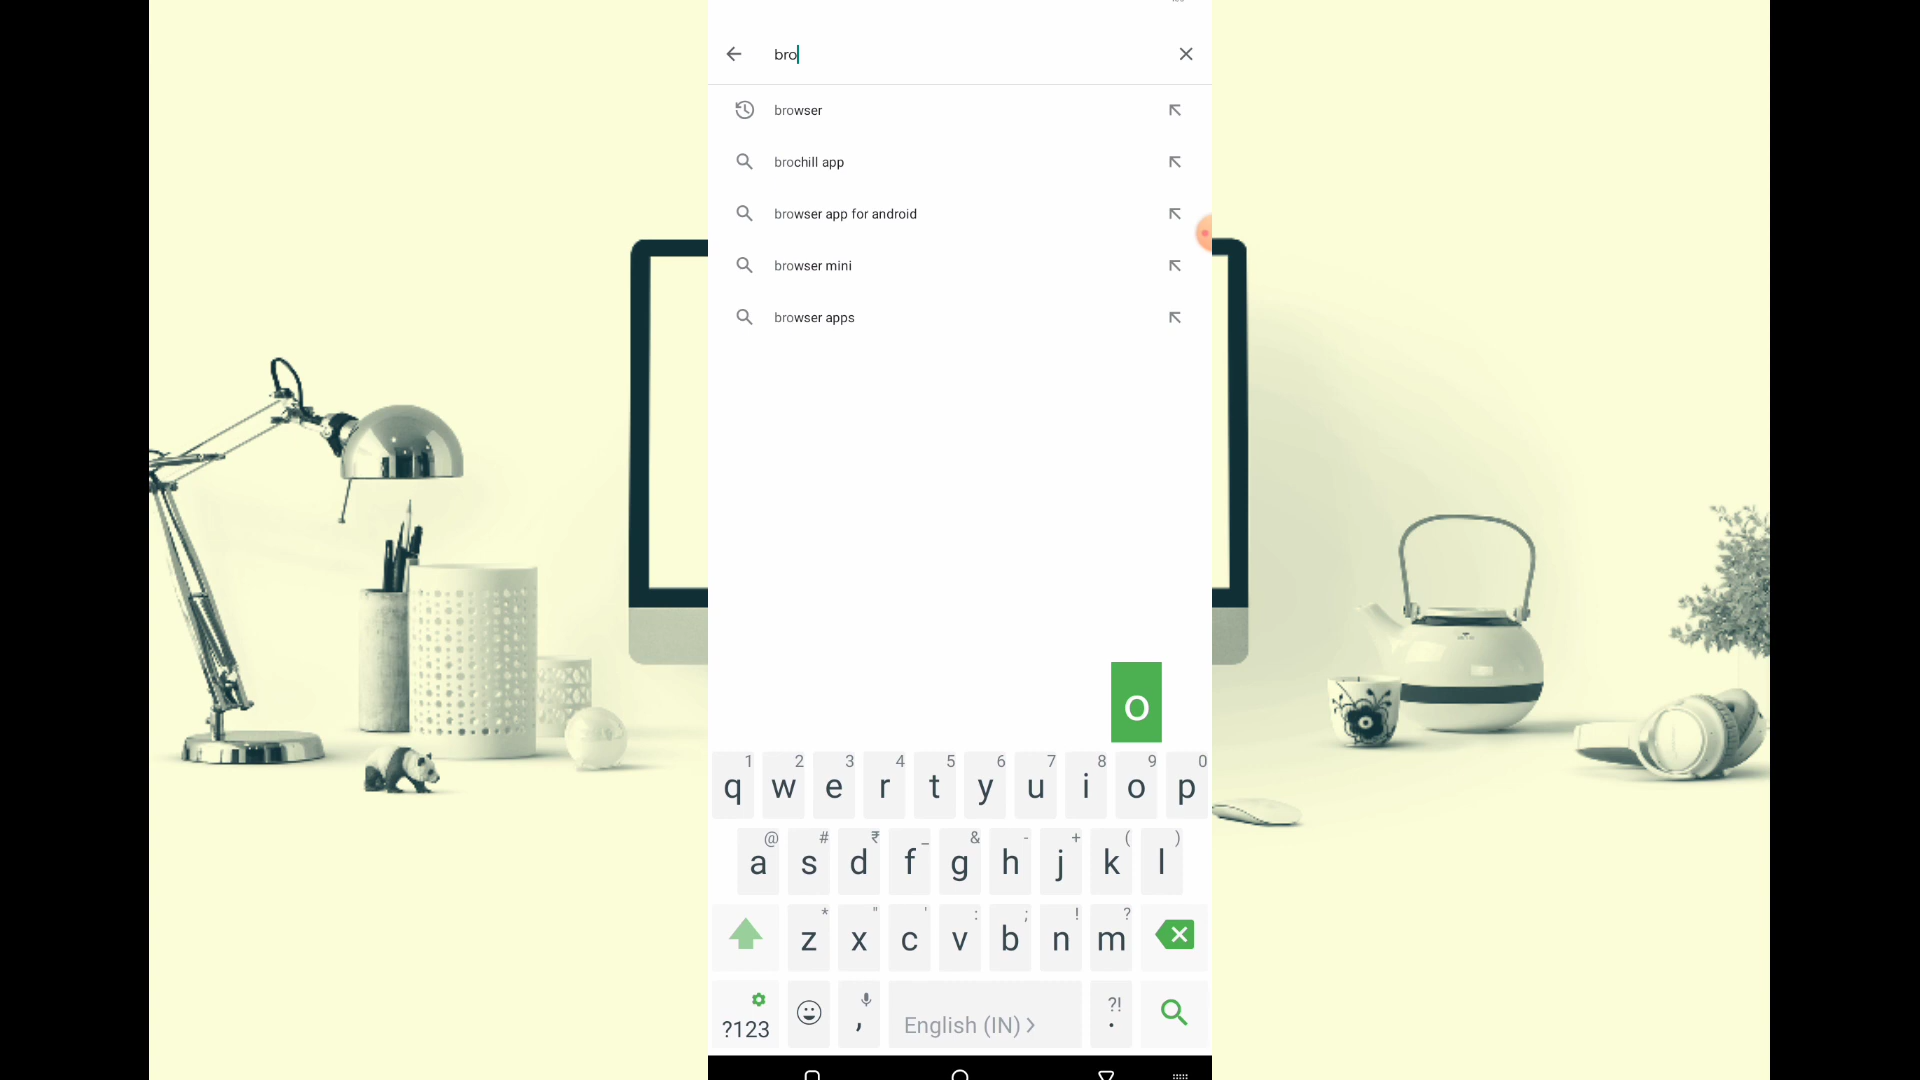 bro
browser
brochill app
browser app for android
browser mini
browser apps
o
1 2 3 4 5 6 7 8 9 0
q w e r t y u i o p
@ # ₹ _ & - + ( )
a s d f g h j k l
* " ' : ; ! ?
z x c v b n m
?123 , English (IN) > ?! .